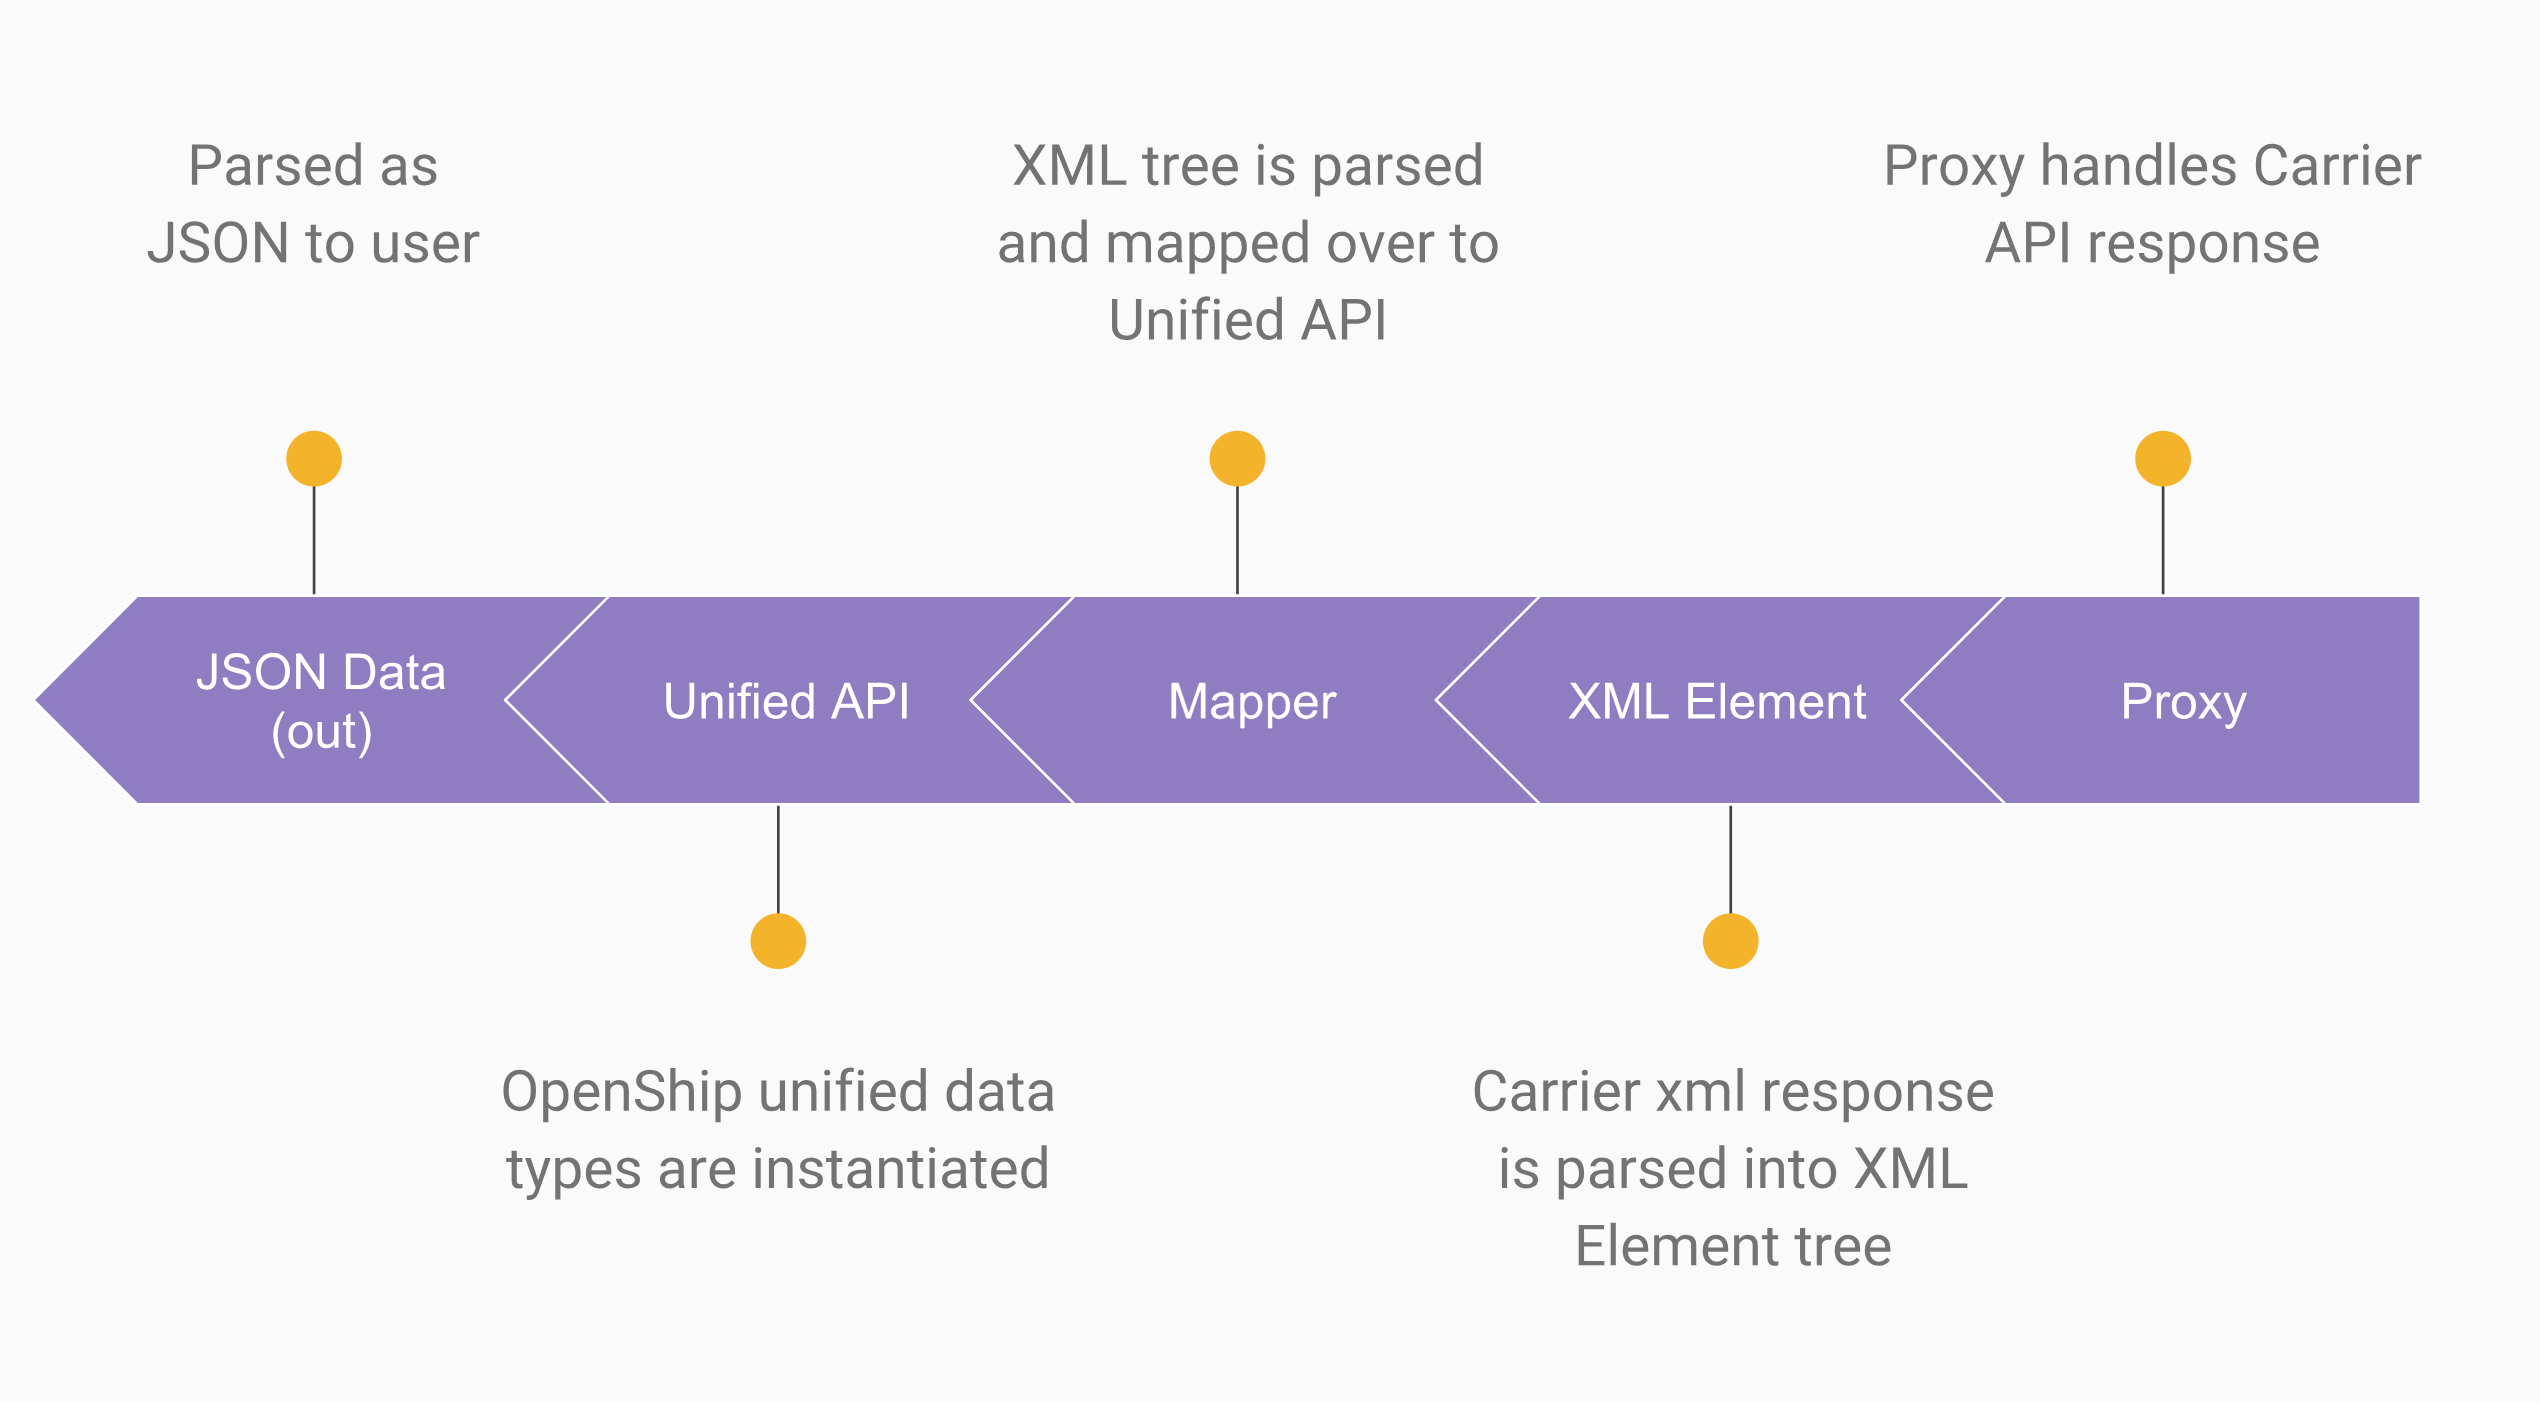 Parsed as
JSON to user
XML tree is parsed
and mapped over to
Unified API
Proxy handles Carrier
API response
JSON Data
(out)
Unified API
Mapper
XML Element
Proxy
OpenShip unified data
types are instantiated
Carrier xml response
is parsed into XML
Element tree